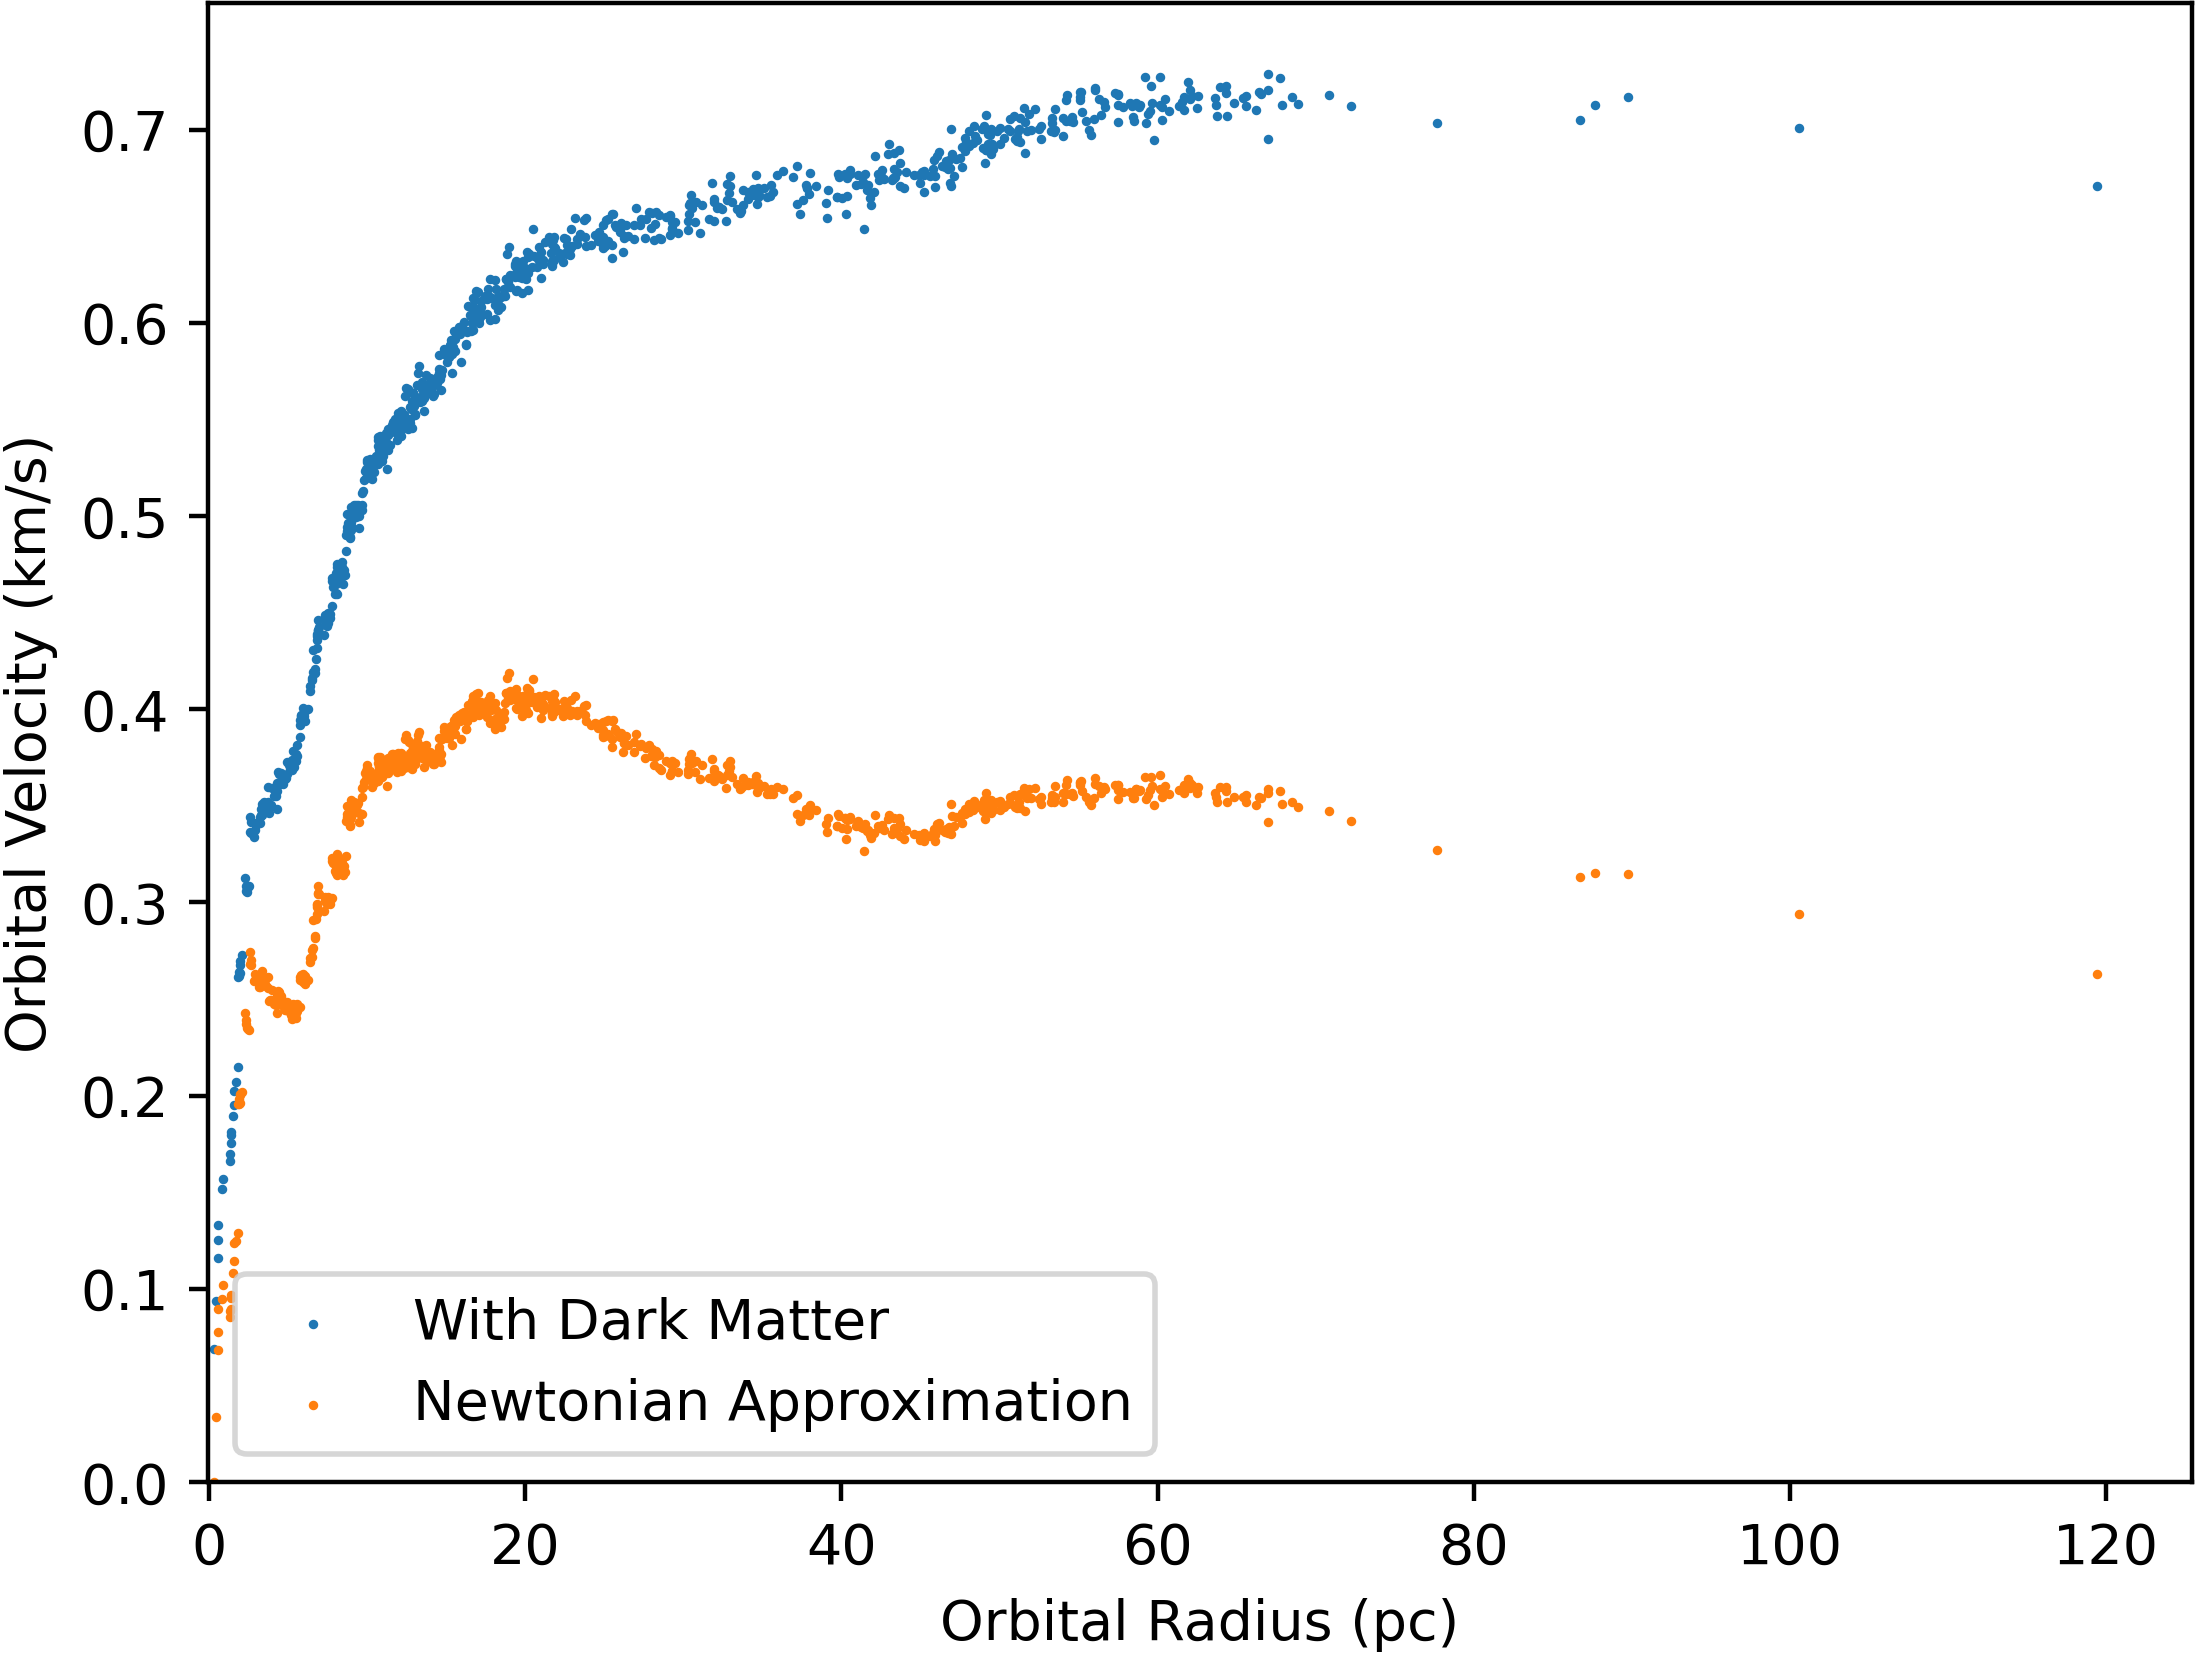 Orbital Velocity (km/s)
0.7
0.6
0.5
0.4
0.3
0.2
0.1
0.0
With Dark Matter
Newtonian Approximation
0 20 40 60 80 100 120
Orbital Radius (pc)